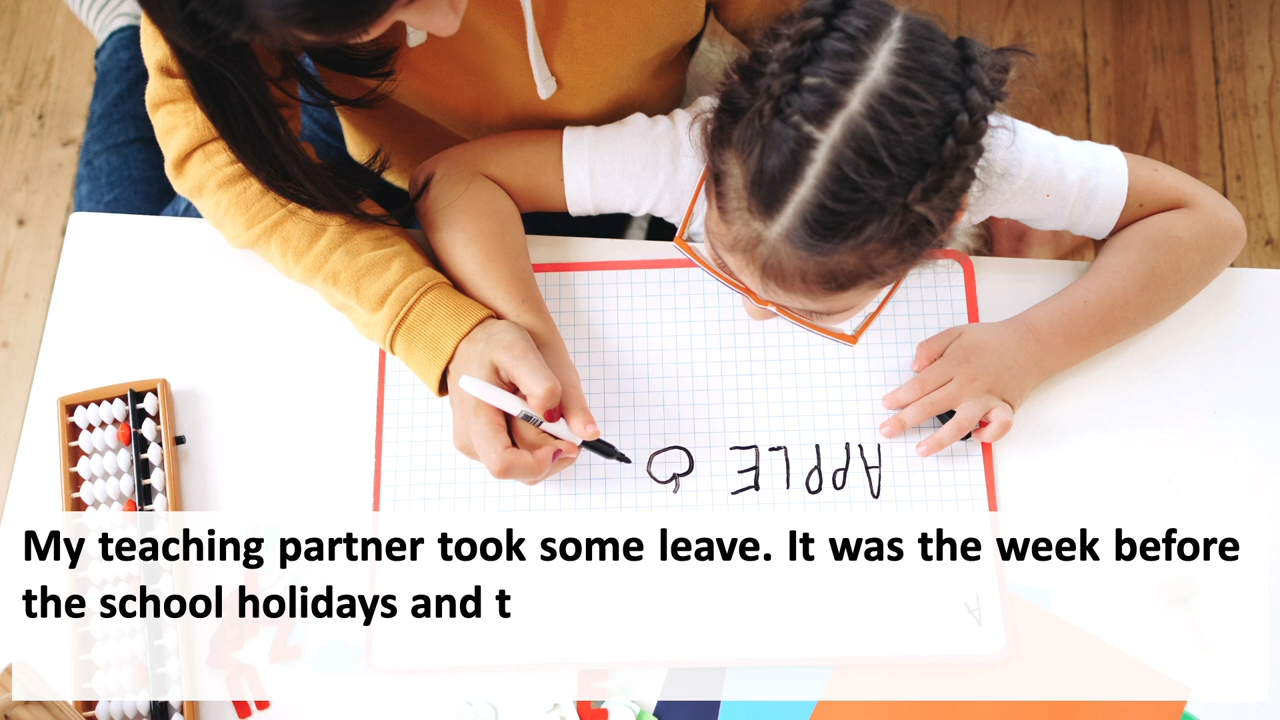 APPLE
My teaching partner took some leave. It was the week before
the school holidays and t
A